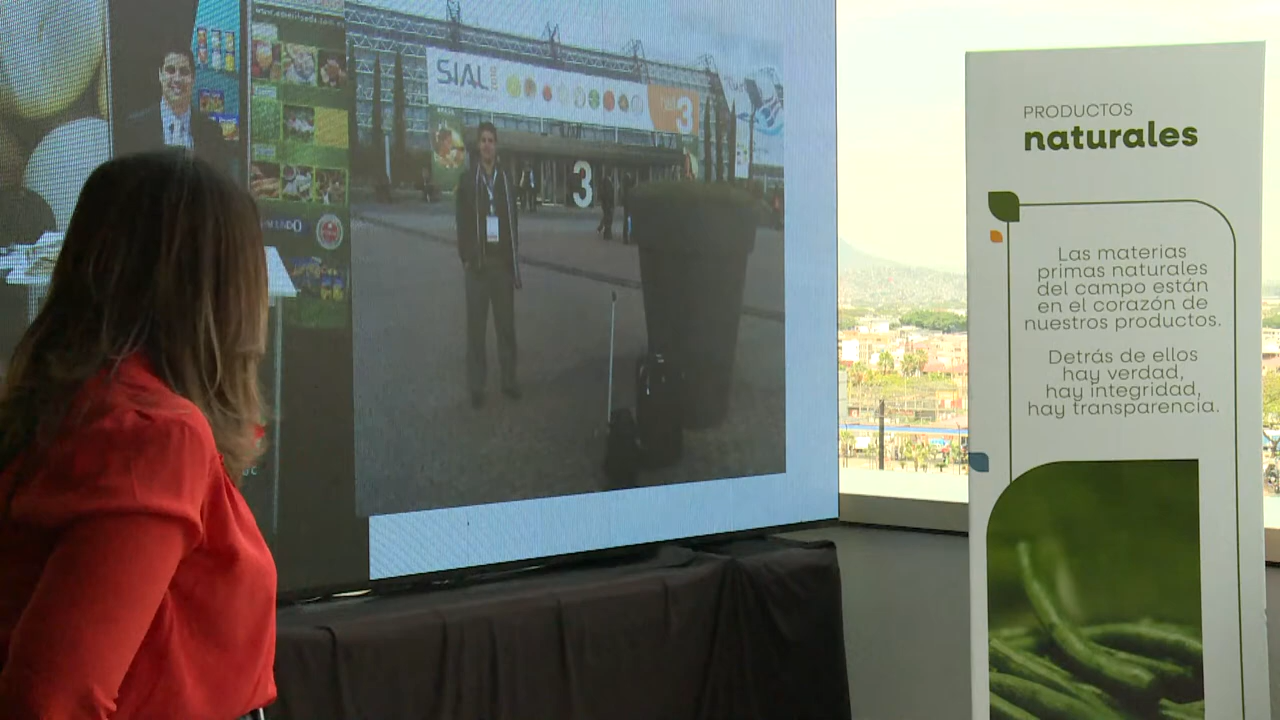 SIAL
2010
3
3
PRODUCTOS
naturales
Las materias
primas naturales
del campo están
en el corazón de
nuestros productos.
Detrás de ellos
hay verdad,
hay integridad,
hay transparencia.